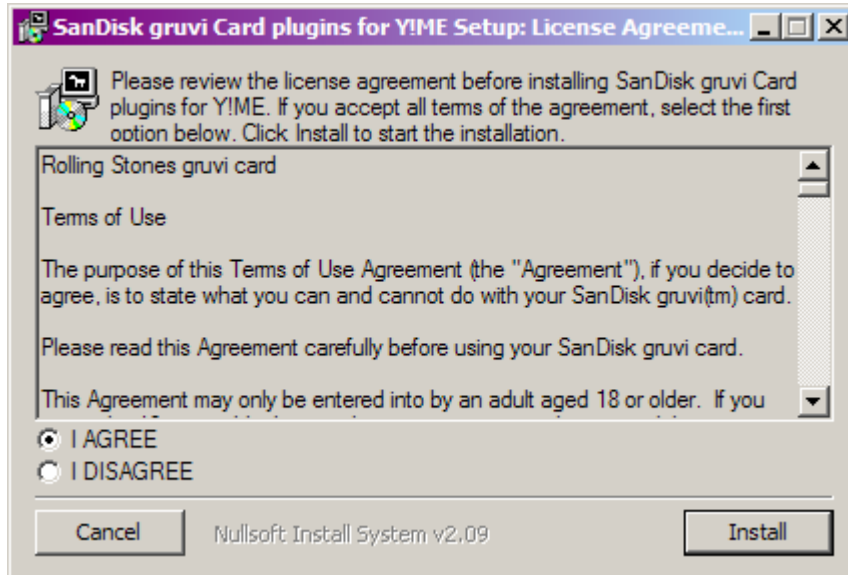 SanDisk gruvi Card plugins for Y!ME Setup: License Agreeme...
Please review the license agreement before installing SanDisk gruvi Card
plugins for Y!ME. If you accept all terms of the agreement, select the first
option below. Click Install to start the installation.
Rolling Stones gruvi card
Terms of Use
The purpose of this Terms of Use Agreement (the "Agreement"), if you decide to
agree, is to state what you can and cannot do with your SanDisk gruvi(tm) card.
Please read this Agreement carefully before using your SanDisk gruvi card.
This Agreement may only be entered into by an adult aged 18 or older.  If you
I AGREE
I DISAGREE
Cancel
Nullsoft Install System v2.09
Install